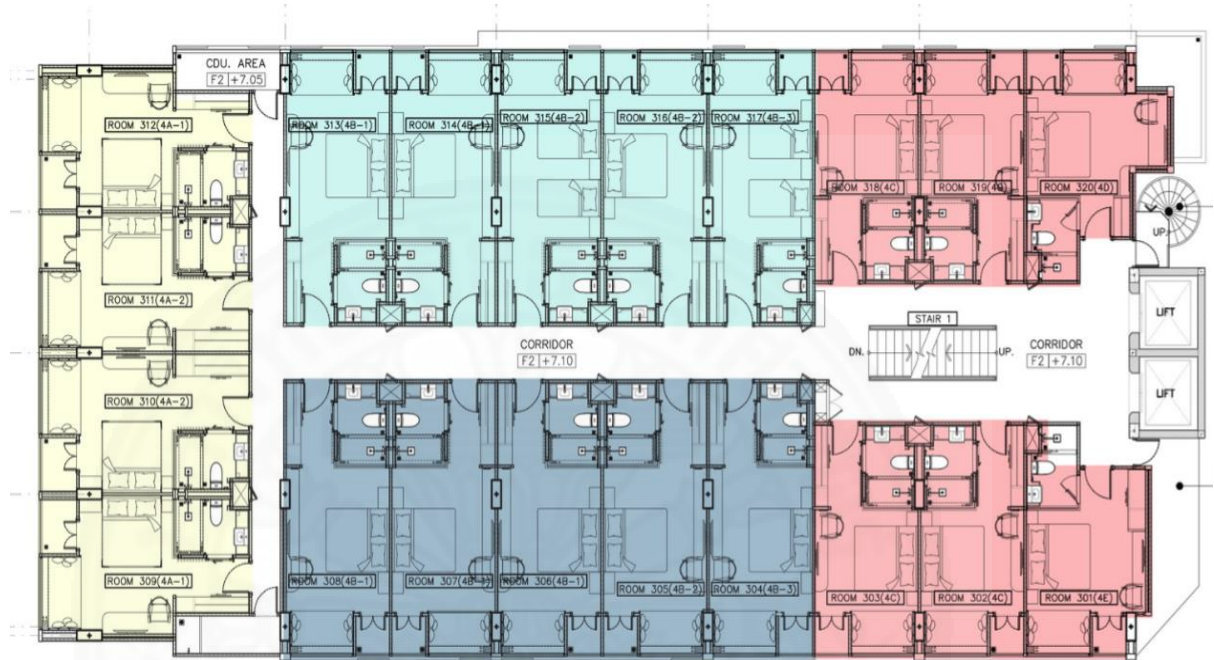 CDU. AREA
F2 +7.05
ROOM 312(4A-1)
ROOM 313(4B-1)
ROOM 314(4B-1)
ROOM 315(4B-2)
ROOM 316(4B-2)
ROOM 317(4B-3)
ROOM 318(4C)
ROOM 319(4C)
ROOM 320(4D)
UP.
ROOM 311(4A-2)
LIFT
STAIR 1
CORRIDOR
F2 +7.10
DN.
UP.
CORRIDOR
F2 +7.10
LIFT
ROOM 310(4A-2)
ROOM 309(4A-1)
ROOM 308(4B-1)
ROOM 307(4B-1)
ROOM 306(4B-1)
ROOM 305(4B-2)
ROOM 304(4B-3)
ROOM 303(4C)
ROOM 302(4C)
ROOM 301(4E)